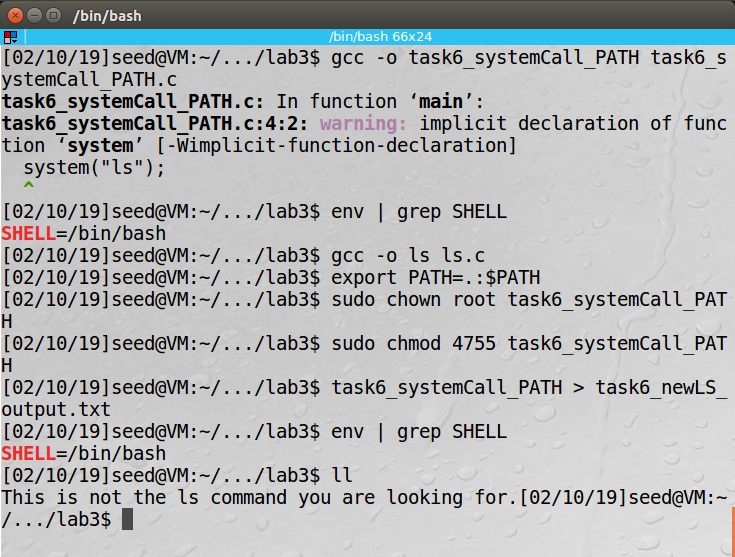 /bin/bash
/bin/bash 66x24
[02/10/19]seed@VM:~/.../lab3$ gcc -o task6_systemCall_PATH task6_s
ystemCall_PATH.c
task6_systemCall_PATH.c: In function ‘main’:
task6_systemCall_PATH.c:4:2: warning: implicit declaration of func
tion ‘system’ [-Wimplicit-function-declaration]
  system("ls");
  ^
[02/10/19]seed@VM:~/.../lab3$ env | grep SHELL
SHELL=/bin/bash
[02/10/19]seed@VM:~/.../lab3$ gcc -o ls ls.c
[02/10/19]seed@VM:~/.../lab3$ export PATH=.:$PATH
[02/10/19]seed@VM:~/.../lab3$ sudo chown root task6_systemCall_PAT
H
[02/10/19]seed@VM:~/.../lab3$ sudo chmod 4755 task6_systemCall_PAT
H
[02/10/19]seed@VM:~/.../lab3$ task6_systemCall_PATH > task6_newLS_
output.txt
[02/10/19]seed@VM:~/.../lab3$ env | grep SHELL
SHELL=/bin/bash
[02/10/19]seed@VM:~/.../lab3$ ll
This is not the ls command you are looking for.[02/10/19]seed@VM:~
/.../lab3$